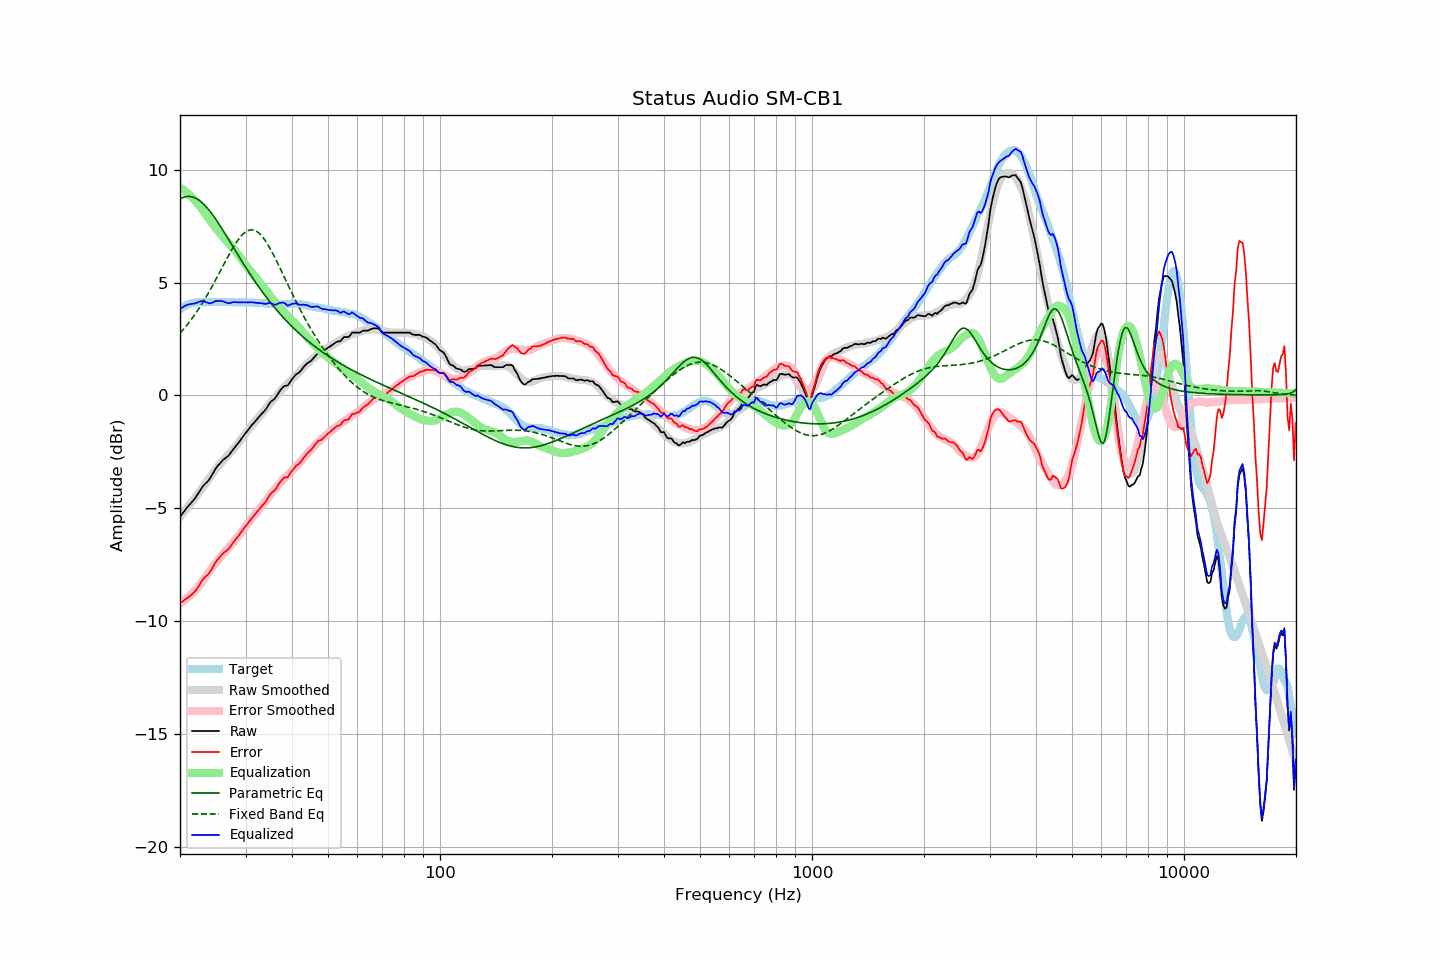 Status Audio SM-CB1
10
5
0
−5
−10
−15
−20
Amplitude (dBr)
Target
Raw Smoothed
Error Smoothed
Raw
Error
Equalization
Parametric Eq
Fixed Band Eq
Equalized
100
1000
10000
Frequency (Hz)